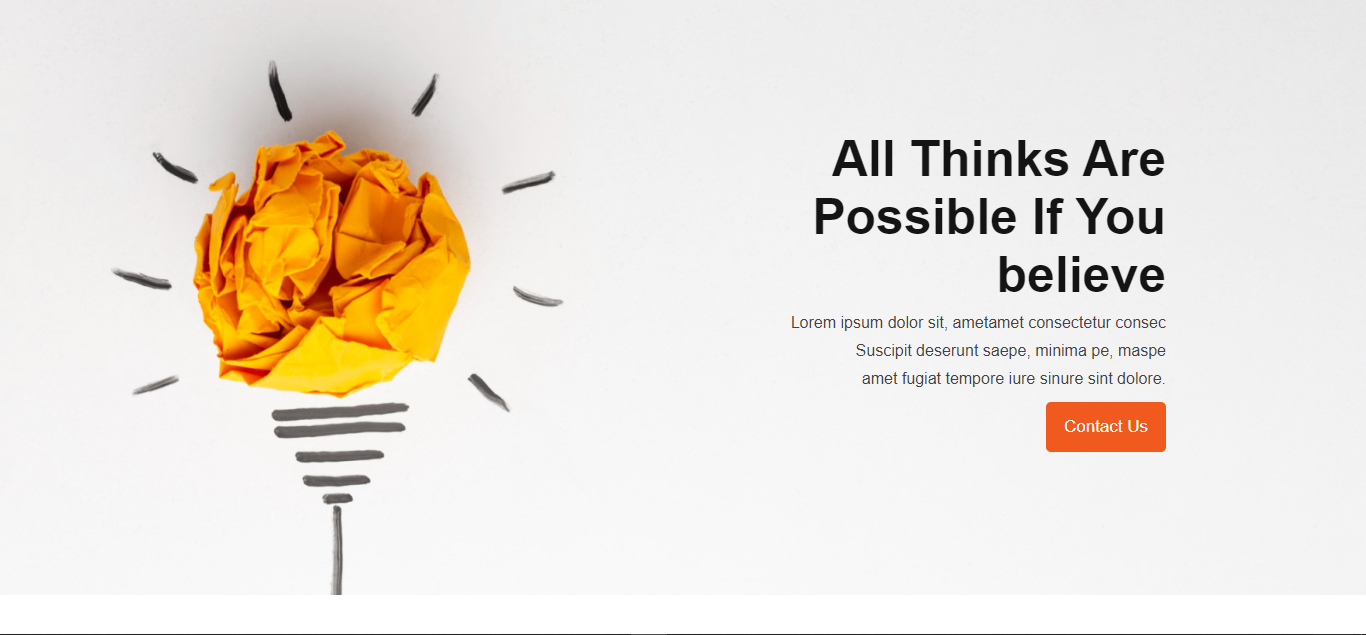 All Thinks Are
Possible If You
believe
Lorem ipsum dolor sit, ametamet consectetur consec
Suscipit deserunt saepe, minima pe, maspe
amet fugiat tempore iure sinure sint dolore.
Contact Us